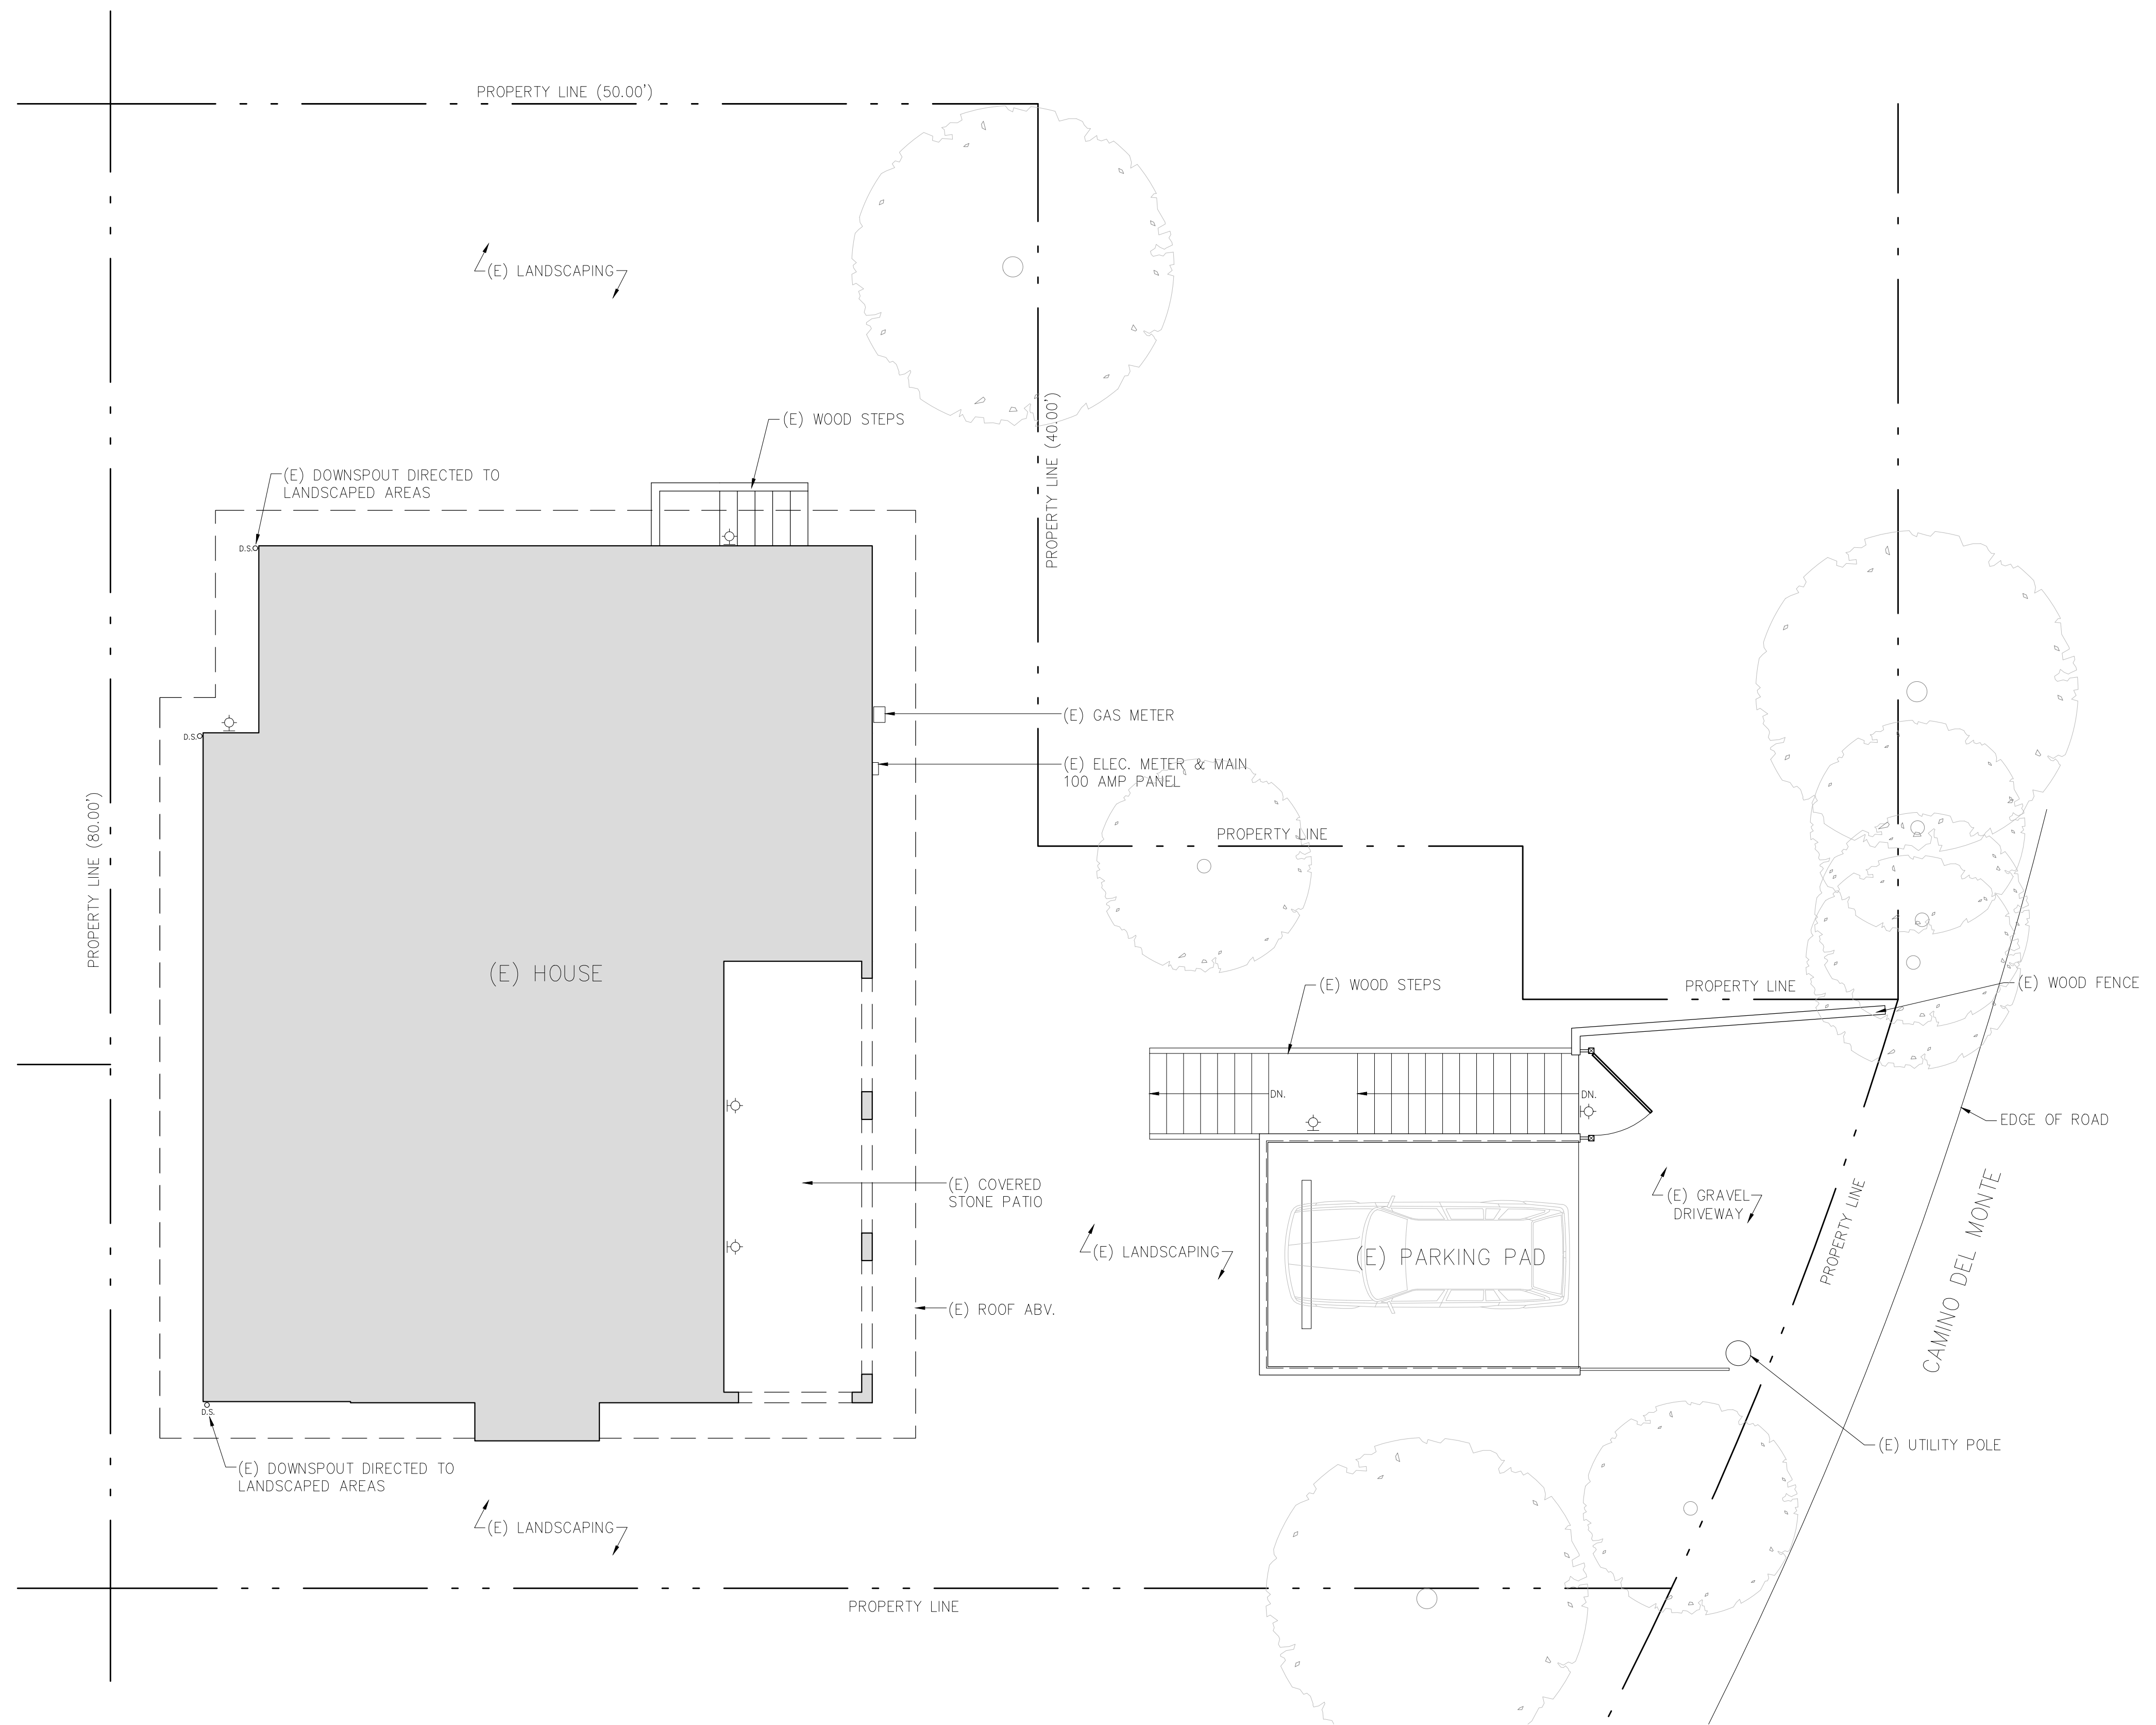 PROPERTY LINE (50.00')
(E) LANDSCAPING
(E) WOOD STEPS
PROPERTY LINE (40.00')
(E) DOWNSPOUT DIRECTED TO
LANDSCAPED AREAS
D.S.
D.S.
(E) GAS METER
(E) ELEC. METER & MAIN
100 AMP PANEL
PROPERTY LINE (80.00')
PROPERTY LINE
(E) HOUSE
(E) WOOD STEPS
PROPERTY LINE
(E) WOOD FENCE
DN.
DN.
EDGE OF ROAD
(E) COVERED
STONE PATIO
(E) GRAVEL
DRIVEWAY
PROPERTY LINE
CAMINO DEL MONTE
(E) LANDSCAPING
(E) PARKING PAD
(E) ROOF ABV.
D.S.
(E) UTILITY POLE
(E) DOWNSPOUT DIRECTED TO
LANDSCAPED AREAS
(E) LANDSCAPING
PROPERTY LINE